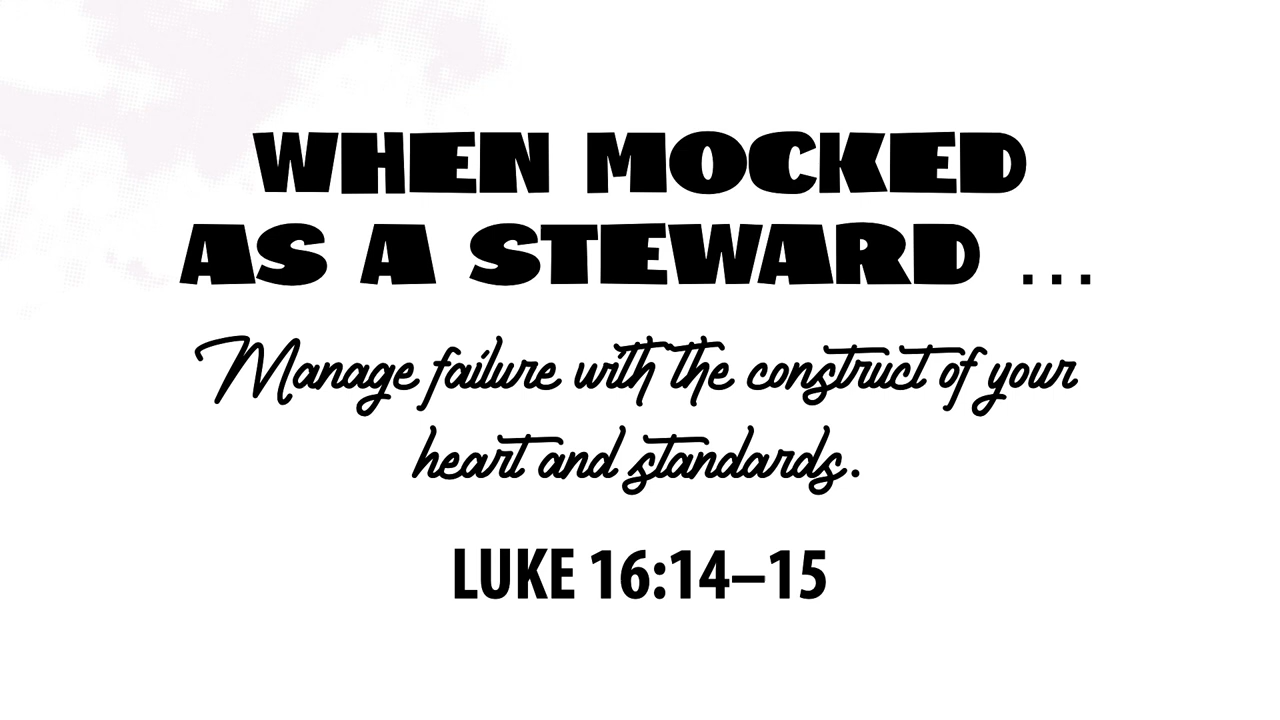 WHEN MOCKED
AS A STEWARD ...
Manage failure with the construct of your
heart and standards.
LUKE 16:14–15